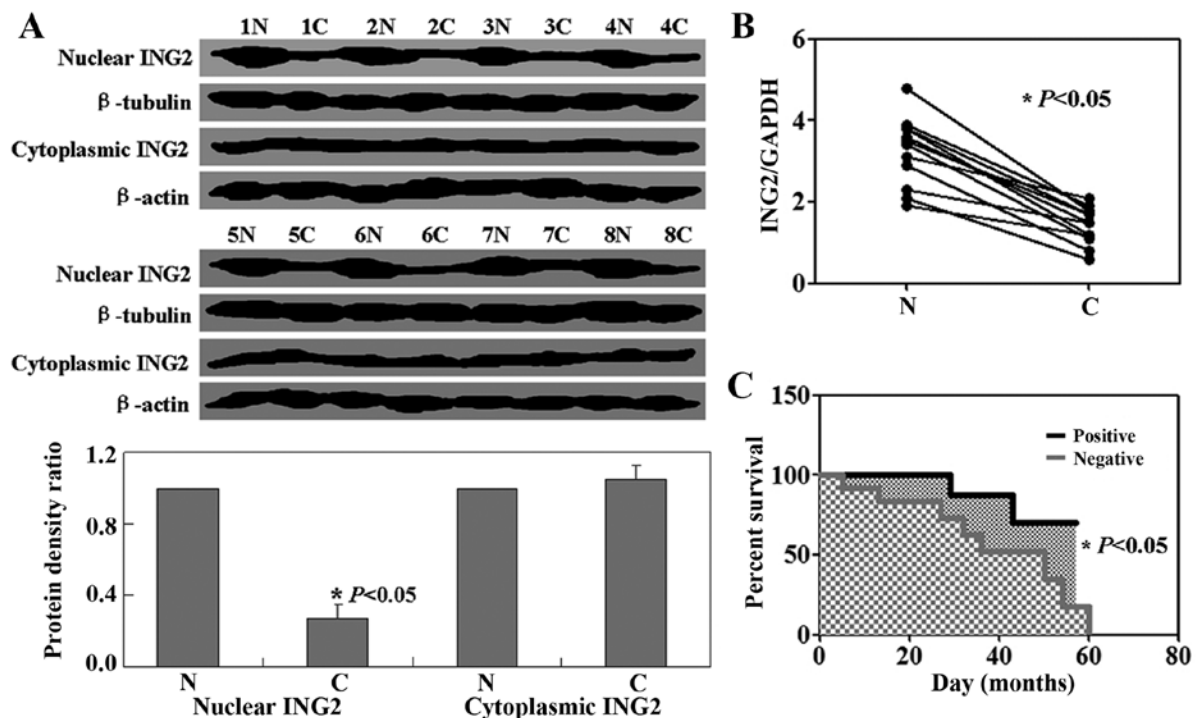 A
1N 1C 2N 2C 3N 3C 4N 4C
Nuclear ING2
β-tubulin
Cytoplasmic ING2
β-actin
5N 5C 6N 6C 7N 7C 8N 8C
Nuclear ING2
β-tubulin
Cytoplasmic ING2
β-actin
Protein density ratio
1.2
0.8
0.4
0.0
* P<0.05
N C N C
Nuclear ING2 Cytoplasmic ING2
B
ING2/GAPDH
6
4
2
0
* P<0.05
N C
C
Percent survival
150
100
50
0
Positive
Negative
* P<0.05
0 20 40 60 80
Day (months)